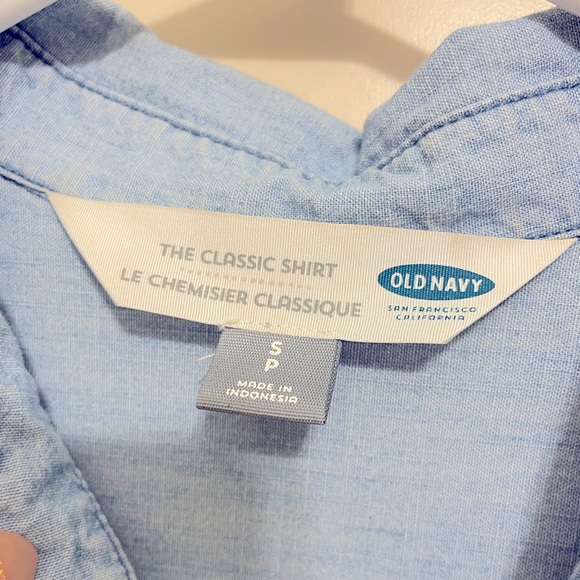 THE CLASSIC SHIRT
LE CHEMISIER CLASSIQUE
OLD NAVY
SAN FRANCISCO
CALIFORNIA
S
P
MADE IN
INDONESIA